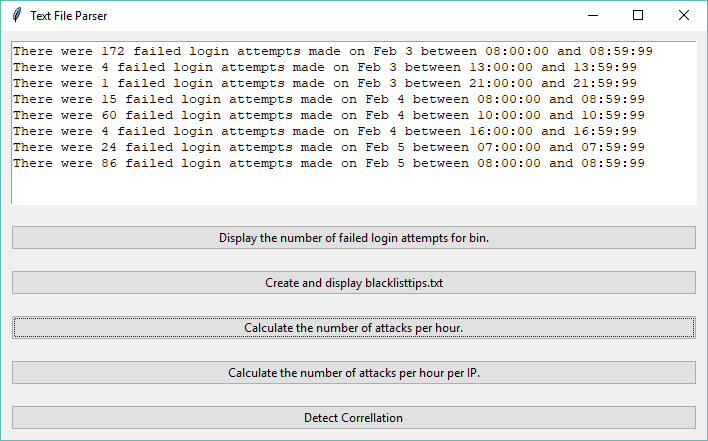 Text File Parser
There were 172 failed login attempts made on Feb 3 between 08:00:00 and 08:59:99
There were 4 failed login attempts made on Feb 3 between 13:00:00 and 13:59:99
There were 1 failed login attempts made on Feb 3 between 21:00:00 and 21:59:99
There were 15 failed login attempts made on Feb 4 between 08:00:00 and 08:59:99
There were 60 failed login attempts made on Feb 4 between 10:00:00 and 10:59:99
There were 4 failed login attempts made on Feb 4 between 16:00:00 and 16:59:99
There were 24 failed login attempts made on Feb 5 between 07:00:00 and 07:59:99
There were 86 failed login attempts made on Feb 5 between 08:00:00 and 08:59:99
Display the number of failed login attempts for bin.
Create and display blacklisttips.txt
Calculate the number of attacks per hour.
Calculate the number of attacks per hour per IP.
Detect Correllation